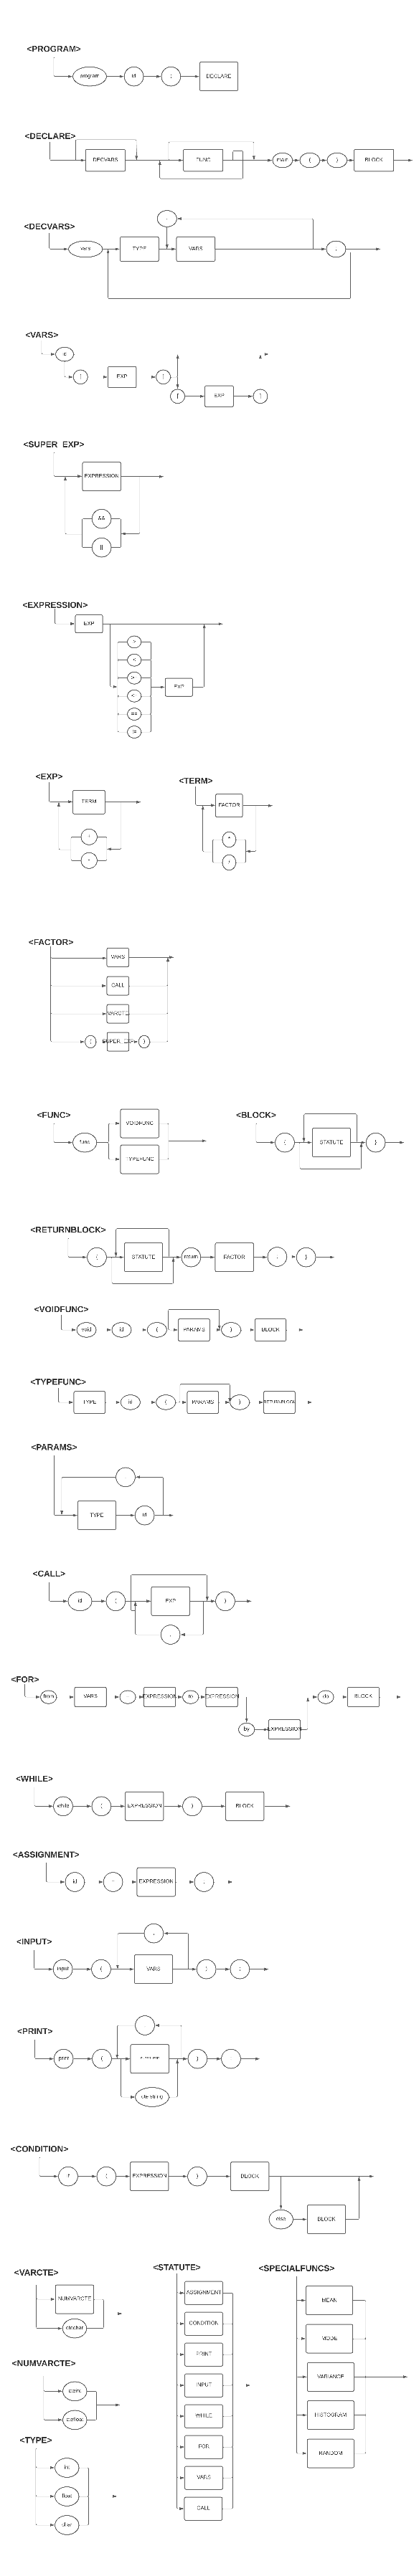 <PROGRAM>
program id ; DECLARE
<DECLARE>
DECVARS FUNC main ( ) BLOCK
<DECVARS>
,
vars TYPE VARS ;
<VARS>
id
[ EXP ]
[ EXP ]
<SUPER EXP>
EXPRESSION
&&
||
<EXPRESSION>
EXP
>
<
>
EXP
<
==
<EXP> <TERM>
TERM FACTOR
+ *
- /
<FACTOR>
VARS
CALL
VARCTE
( SUPER EXP )
<FUNC> <BLOCK>
VOIDFUNC
func { STATUTE }
TYPEFUNC
<RETURNBLOCK>
{ STATUTE return FACTOR ; }
<VOIDFUNC>
void id ( PARAMS ) BLOCK
<TYPEFUNC>
TYPE id ( PARAMS ) RETURNBLOCK
<PARAMS>
TYPE id
<CALL>
id ( EXP )
,
<FOR>
from VARS EXPRESSION to EXPRESSION do BLOCK
by EXPRESSION
<WHILE>
while ( EXPRESSION ) BLOCK
<ASSIGNMENT>
id = EXPRESSION ;
<INPUT>
,
input ( VARS ) ;
<PRINT>
print ( )
cte string
<CONDITION>
if ( EXPRESSION ) BLOCK
else BLOCK
<VARCTE> <STATUTE> <SPECIALFUNCS>
NUMVARCTE ASSIGNMENT MEAN
ctechar CONDITION MODE
<NUMVARCTE> PRINT VARIANCE
cteint INPUT HISTOGRAM
ctefloat WHILE RANDOM
<TYPE> FOR
int VARS
float CALL
char